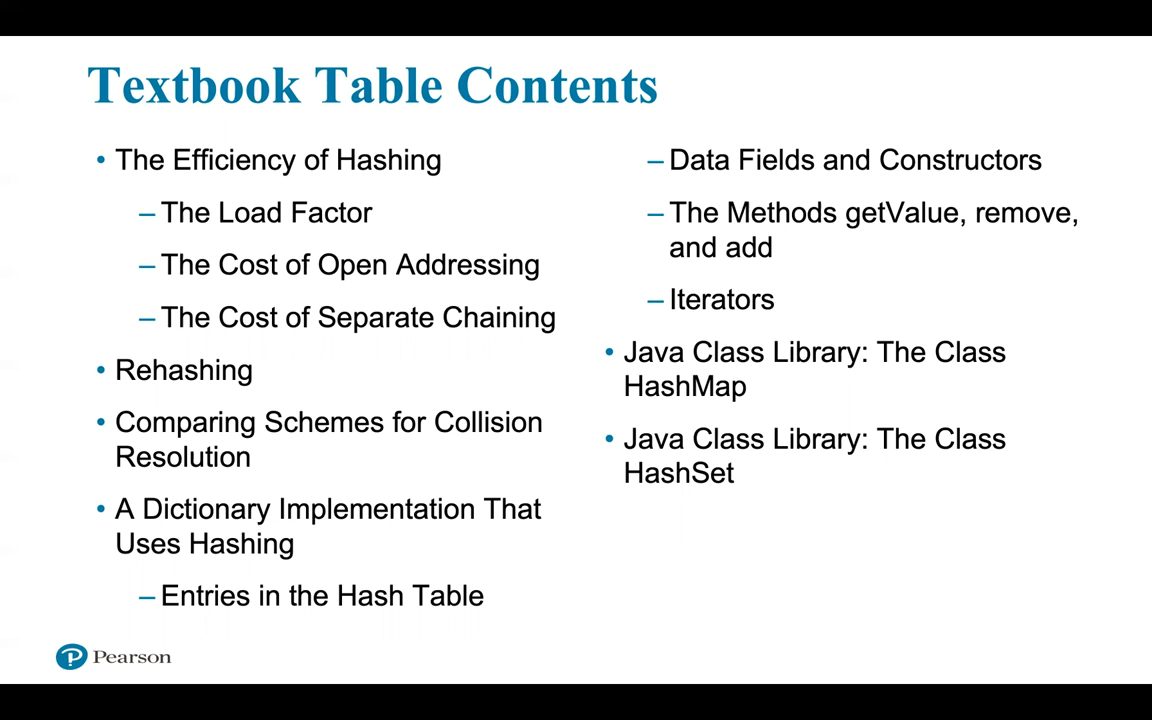 Textbook Table Contents
• The Efficiency of Hashing
– The Load Factor
– The Cost of Open Addressing
– The Cost of Separate Chaining
• Rehashing
• Comparing Schemes for Collision
Resolution
• A Dictionary Implementation That
Uses Hashing
– Entries in the Hash Table
– Data Fields and Constructors
– The Methods getValue, remove,
and add
– Iterators
• Java Class Library: The Class
HashMap
• Java Class Library: The Class
HashSet
Pearson